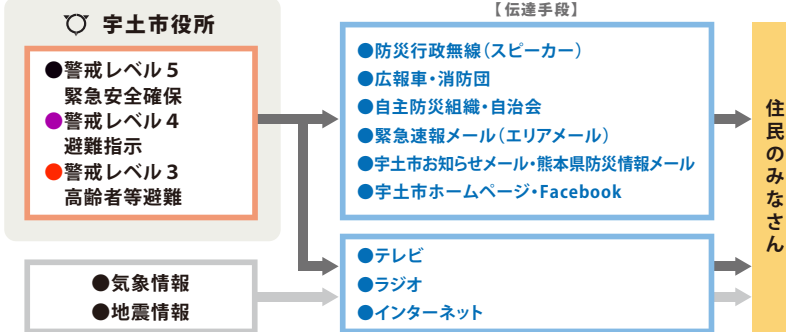 【伝達手段】
宇土市役所
●警戒レベル5
緊急安全確保
●警戒レベル4
避難指示
●警戒レベル3
高齢者等避難
●気象情報
●地震情報
●防災行政無線(スピーカー)
●広報車・消防団
●自主防災組織・自治会
●緊急速報メール(エリアメール)
●宇土市お知らせメール・熊本県防災情報メール
●宇土市ホームページ・Facebook
●テレビ
●ラジオ
●インターネット
住民のみなさん